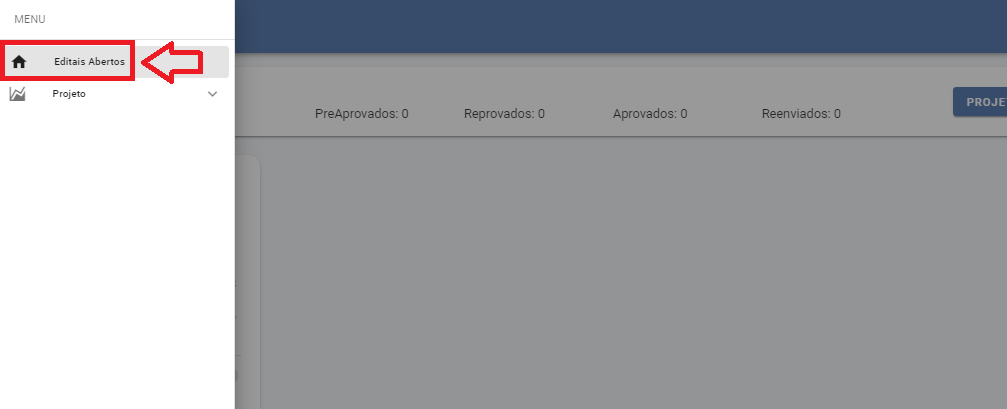 MENU
Editais Abertos
Projeto
PreAprovados: 0
Reprovados: 0
Aprovados: 0
Reenviados: 0
PROJE